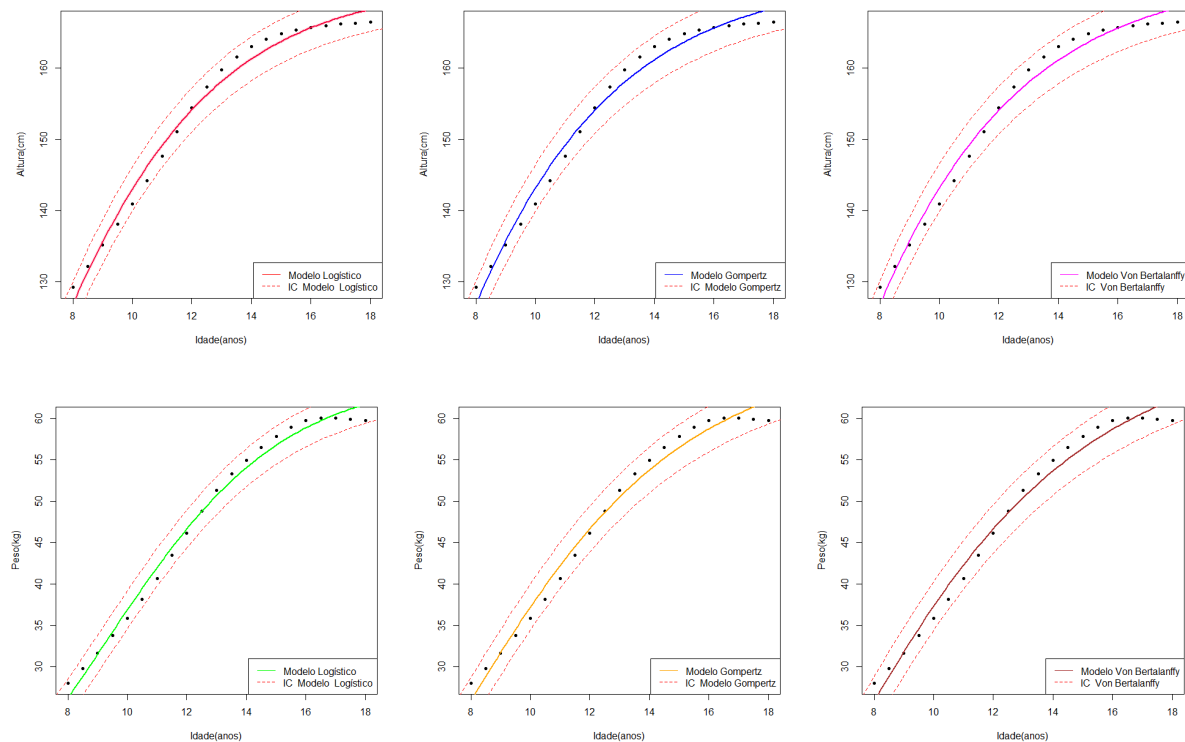 Altura(cm)
160
150
140
130
Modelo Logístico
IC Modelo Logístico
8 10 12 14 16 18
Idade(anos)
Altura(cm)
160
150
140
130
Modelo Gompertz
IC Modelo Gompertz
8 10 12 14 16 18
Idade(anos)
Altura(cm)
160
150
140
130
Modelo Von Bertalanffy
IC Von Bertalanffy
8 10 12 14 16 18
Idade(anos)
Peso(kg)
60
55
50
45
40
35
30
Modelo Logístico
IC Modelo Logístico
8 10 12 14 16 18
Idade(anos)
Peso(kg)
60
55
50
45
40
35
30
Modelo Gompertz
IC Modelo Gompertz
8 10 12 14 16 18
Idade(anos)
Peso(kg)
60
55
50
45
40
35
30
Modelo Von Bertalanffy
IC Von Bertalanffy
8 10 12 14 16 18
Idade(anos)